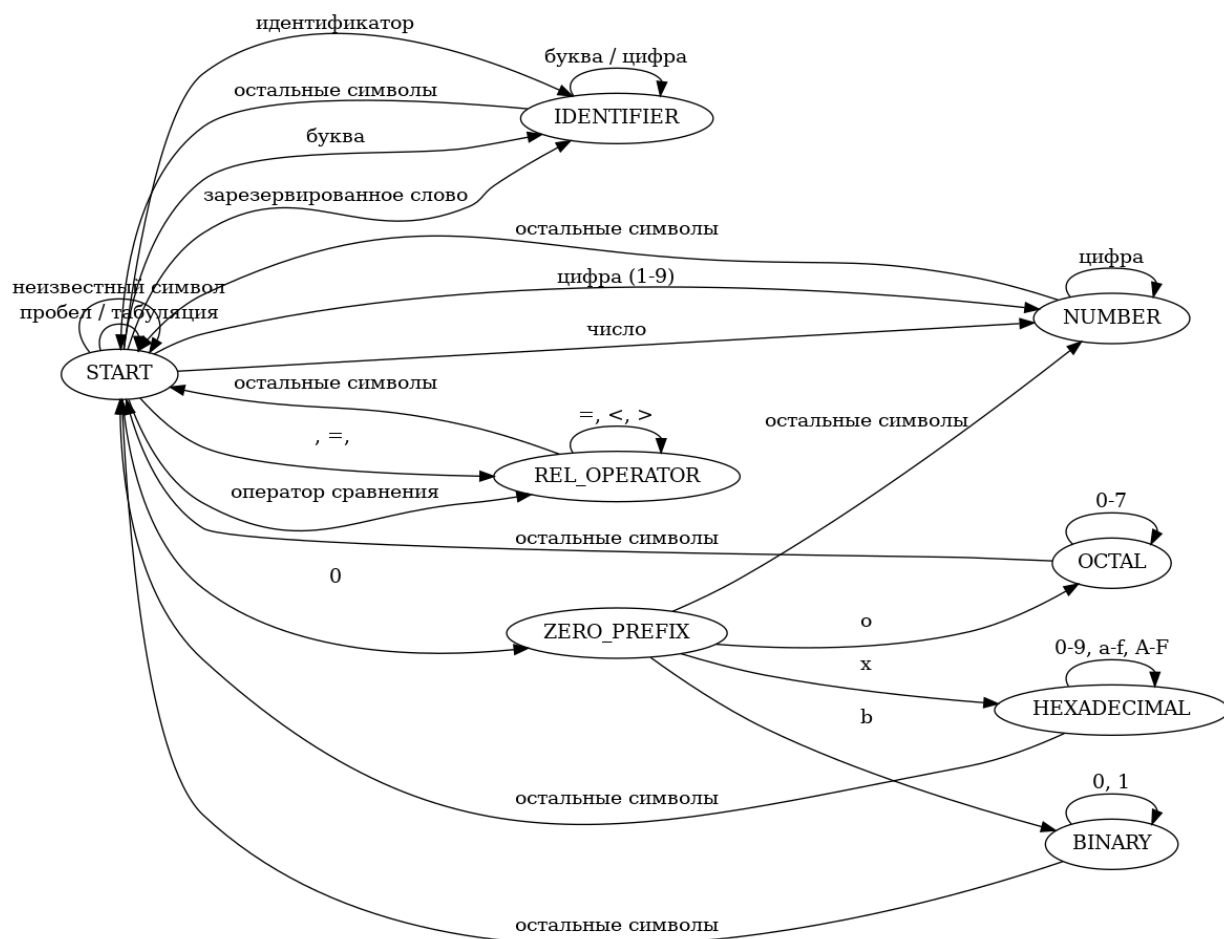 идентификатор
буква / цифра
остальные символы
IDENTIFIER
буква
зарезервированное слово
остальные символы
цифра
цифра (1-9)
неизвестный символ
пробел / табуляция
NUMBER
число
START
остальные символы
=, <, >
остальные символы
, =,
REL_OPERATOR
оператор сравнения
0-7
остальные символы
OCTAL
0
o
ZERO_PREFIX
0-9, a-f, A-F
x
HEXADECIMAL
b
0, 1
остальные символы
BINARY
остальные символы